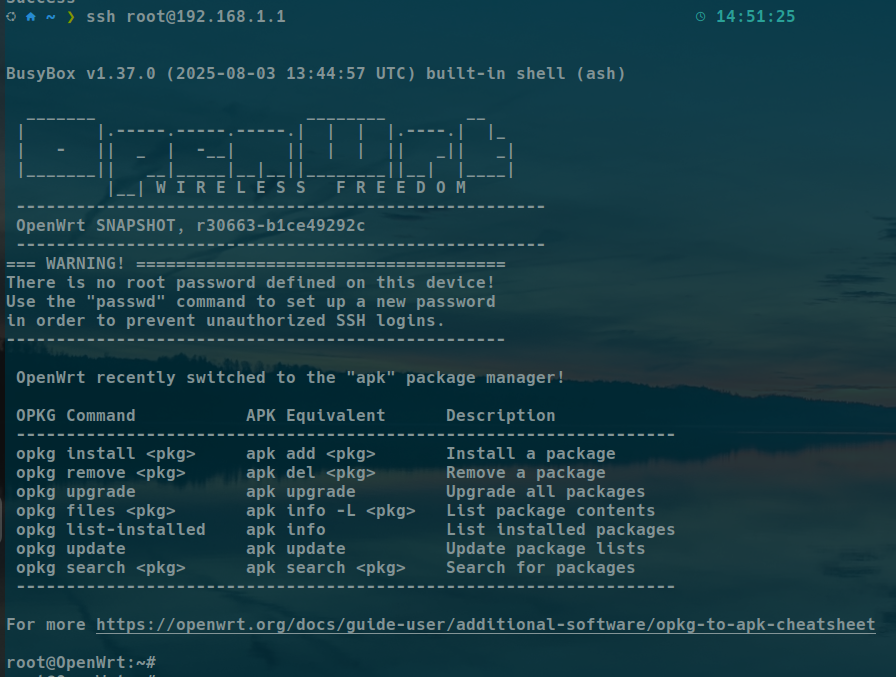 Success
~ ❯ ssh root@192.168.1.1 14:51:25
BusyBox v1.37.0 (2025-08-03 13:44:57 UTC) built-in shell (ash)
  _______                     ________        __
 |       |.-----.-----.-----.|  |  |  |.----.|  |_
 |   -   ||  _  |  -__|     ||  |  |  ||   _||   _|
 |_______||   __|_____|__|__||________||__|  |____|
          |__| W I R E L E S S   F R E E D O M
 -----------------------------------------------------
 OpenWrt SNAPSHOT, r30663-b1ce49292c
 -----------------------------------------------------
=== WARNING! =====================================
There is no root password defined on this device!
Use the "passwd" command to set up a new password
in order to prevent unauthorized SSH logins.
--------------------------------------------------
 OpenWrt recently switched to the "apk" package manager!
 OPKG Command           APK Equivalent      Description
 ------------------------------------------------------------------
 opkg install <pkg>     apk add <pkg>       Install a package
 opkg remove <pkg>      apk del <pkg>       Remove a package
 opkg upgrade           apk upgrade         Upgrade all packages
 opkg files <pkg>       apk info -L <pkg>   List package contents
 opkg list-installed    apk info            List installed packages
 opkg update            apk update          Update package lists
 opkg search <pkg>      apk search <pkg>    Search for packages
 ------------------------------------------------------------------
For more https://openwrt.org/docs/guide-user/additional-software/opkg-to-apk-cheatsheet
root@OpenWrt:~#